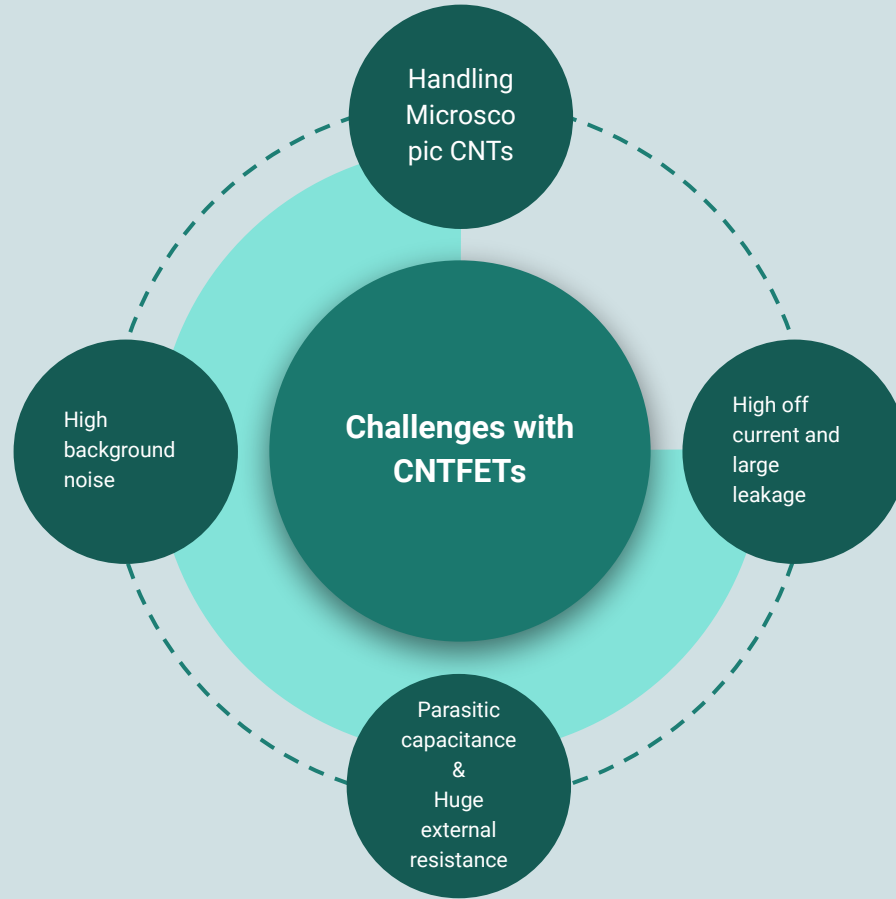 Handling
Microsco
pic CNTs
High
background
noise
Challenges with
CNTFETs
High off
current and
large
leakage
Parasitic
capacitance
&
Huge
external
resistance